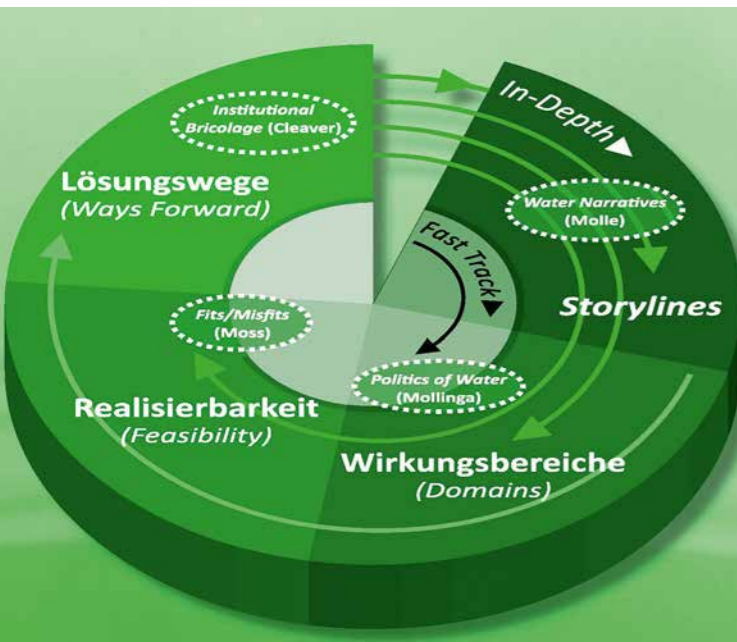 In-Depth
Water Narratives
(Molle)
Storylines
Fast Track
Politics of Water
(Mollinga)
Wirkungsbereiche
(Domains)
Fits/Misfits
(Moss)
Realisierbarkeit
(Feasibility)
Institutional
Bricolage (Cleaver)
Lösungswege
(Ways Forward)